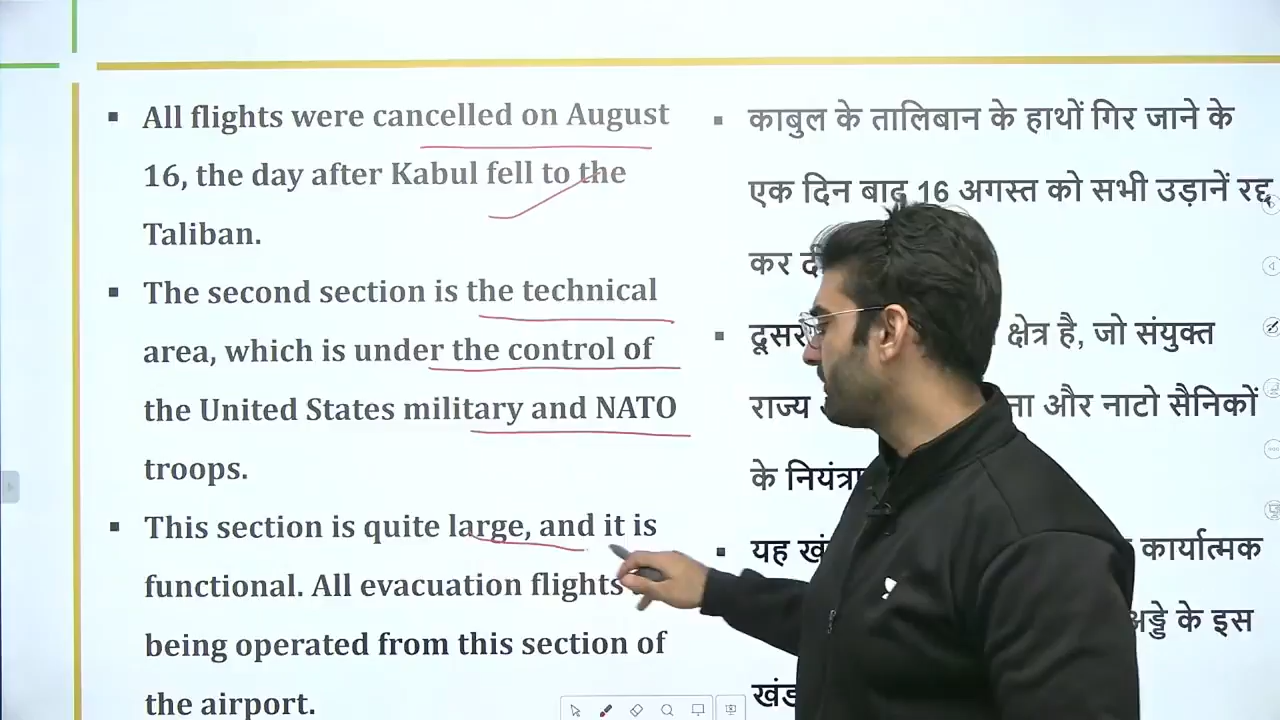 All flights were cancelled on August
16, the day after Kabul fell to the
Taliban.
The second section is the technical
area, which is under the control of
the United States military and NATO
troops.
This section is quite large, and it is
functional. All evacuation flights
being operated from this section of
the airport.
काबुल के तालिबान के हाथों गिर जाने के
एक दिन बाद 16 अगस्त को सभी उड़ानें रद्द
कर
क्षेत्र है, जो संयुक्त
राज्य और नाटो सैनिकों
के
यह कार्यात्मक
के इस